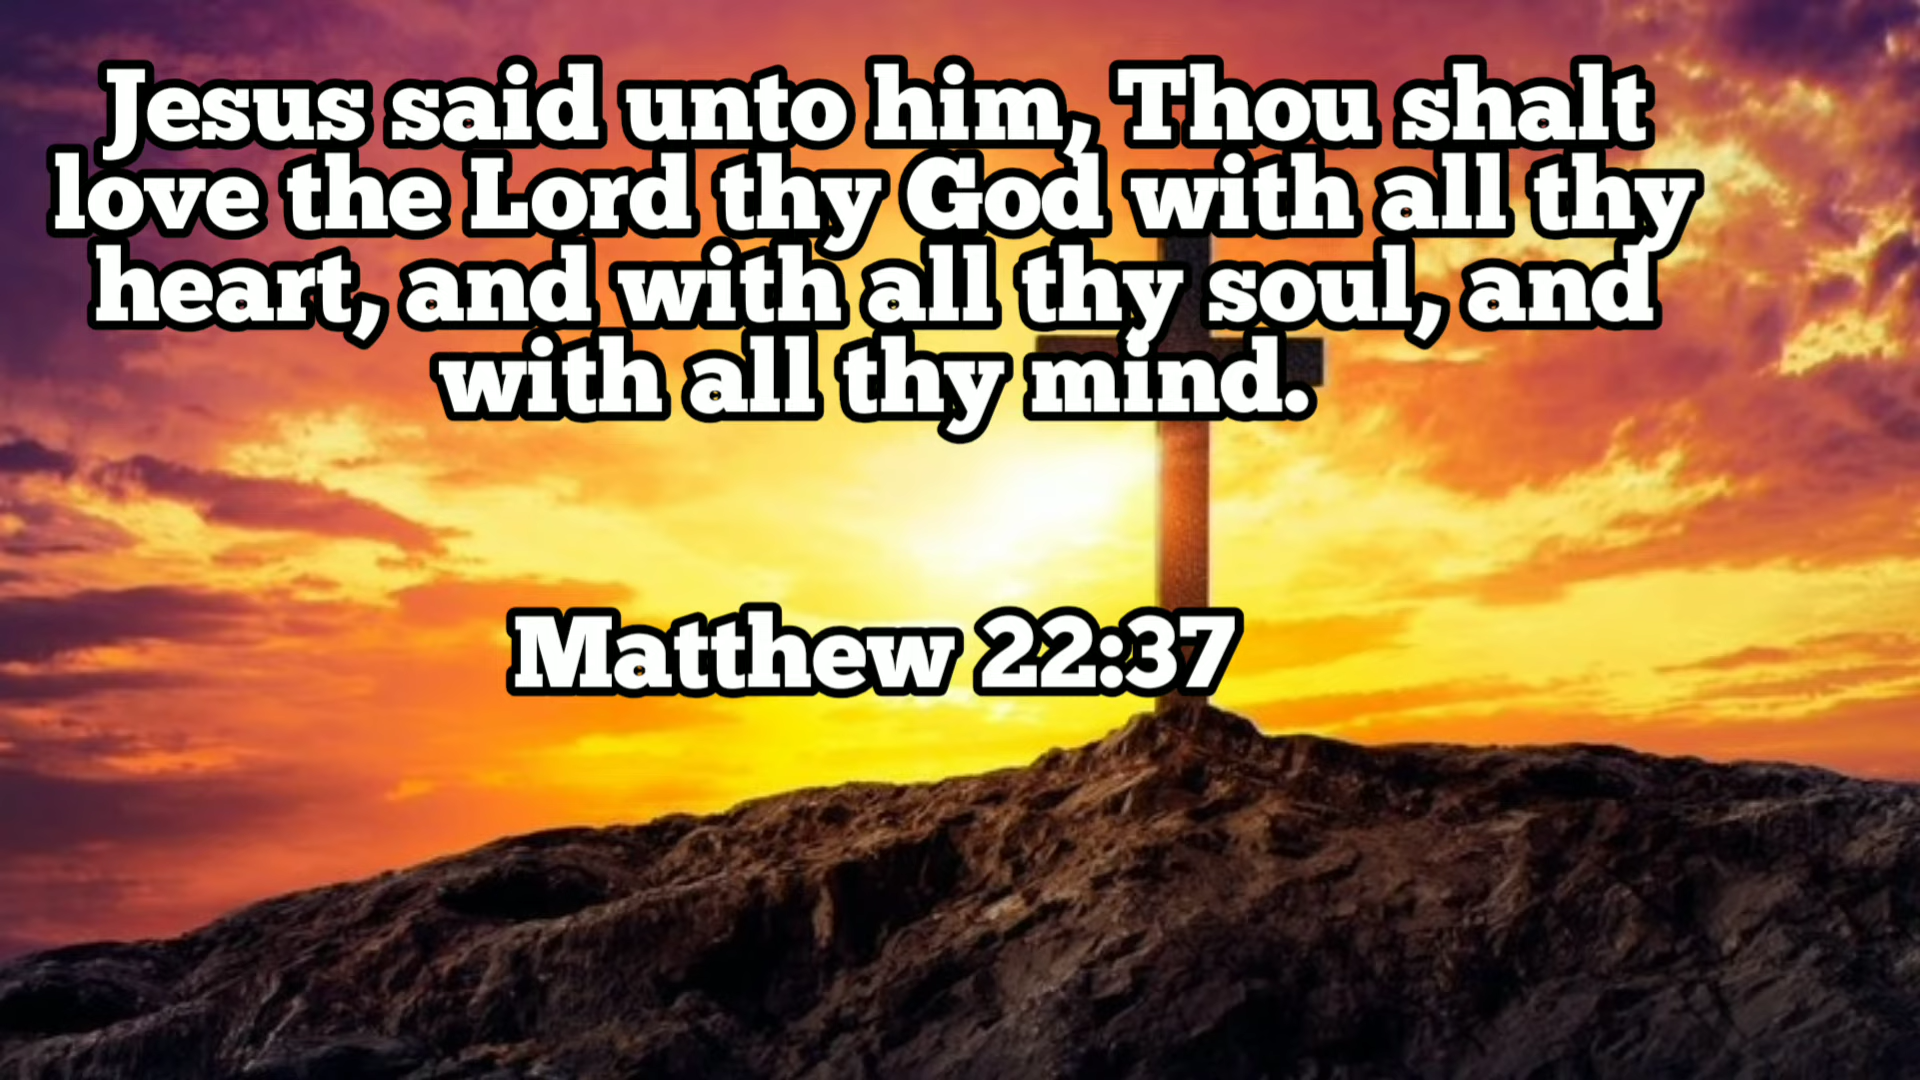 Jesus said unto him, Thou shalt
love the Lord thy God with all thy
heart, and with all thy soul, and
with all thy mind.
Matthew 22:37